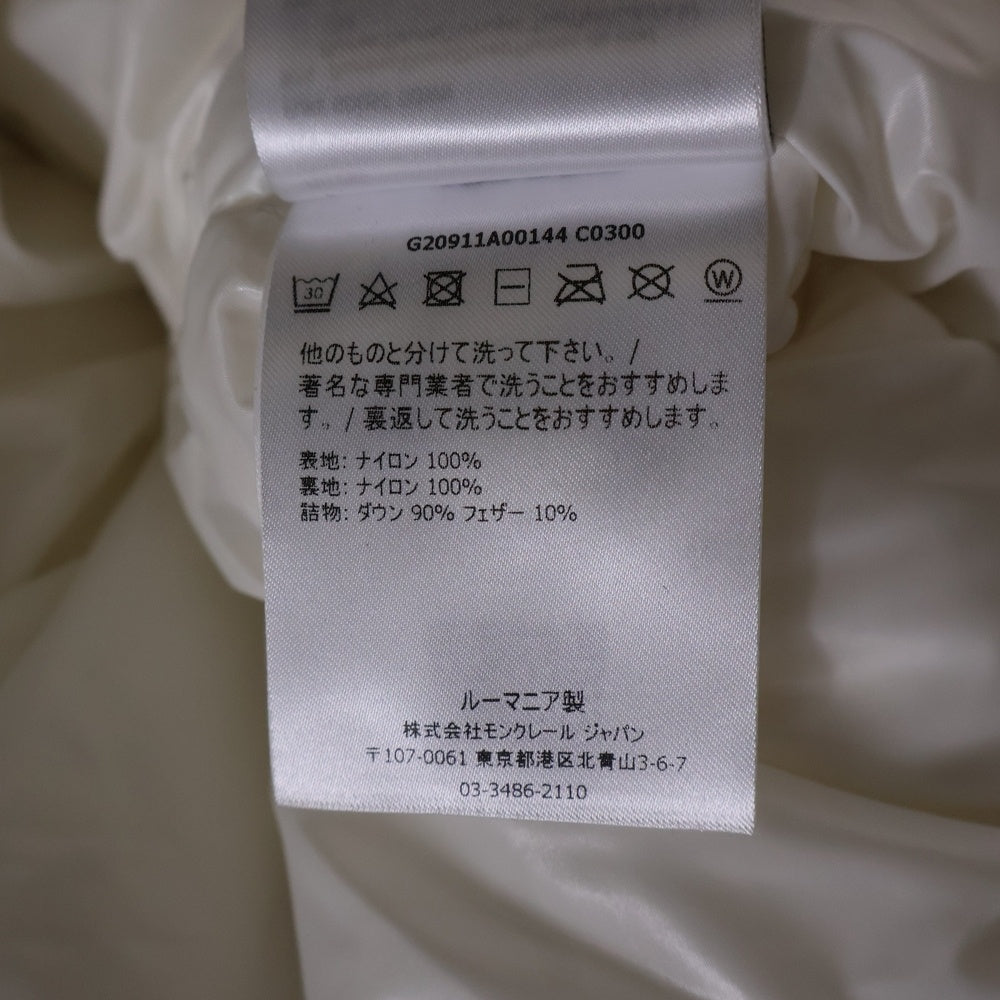 G20911A00144 C0300
30 W
他のものと分けて洗って下さい。/
著名な専門業者で洗うことをおすすめしま
す。/ 裏返して洗うことをおすすめします。
表地: ナイロン 100%
裏地: ナイロン 100%
詰物: ダウン 90% フェザー 10%
ルーマニア製
株式会社モンクレール ジャパン
〒107-0061 東京都港区北青山3-6-7
03-3486-2110